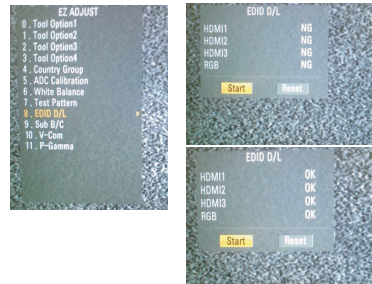 EZ ADJUST
0 . Tool Option1
1 . Tool Option2
2 . Tool Option3
3 . Tool Option4
4 . Country Group
5 . ADC Calibration
6 . White Balance
7 . Test Pattern
8 . EDID D/L
9 . Sub B/C
10 . V-Com
11 . P-Gamma
EDID D/L
HDMI1 NG
HDMI2 NG
HDMI3 NG
RGB NG
Start Reset
EDID D/L
HDMI1 OK
HDMI2 OK
HDMI3 OK
RGB OK
Start Reset